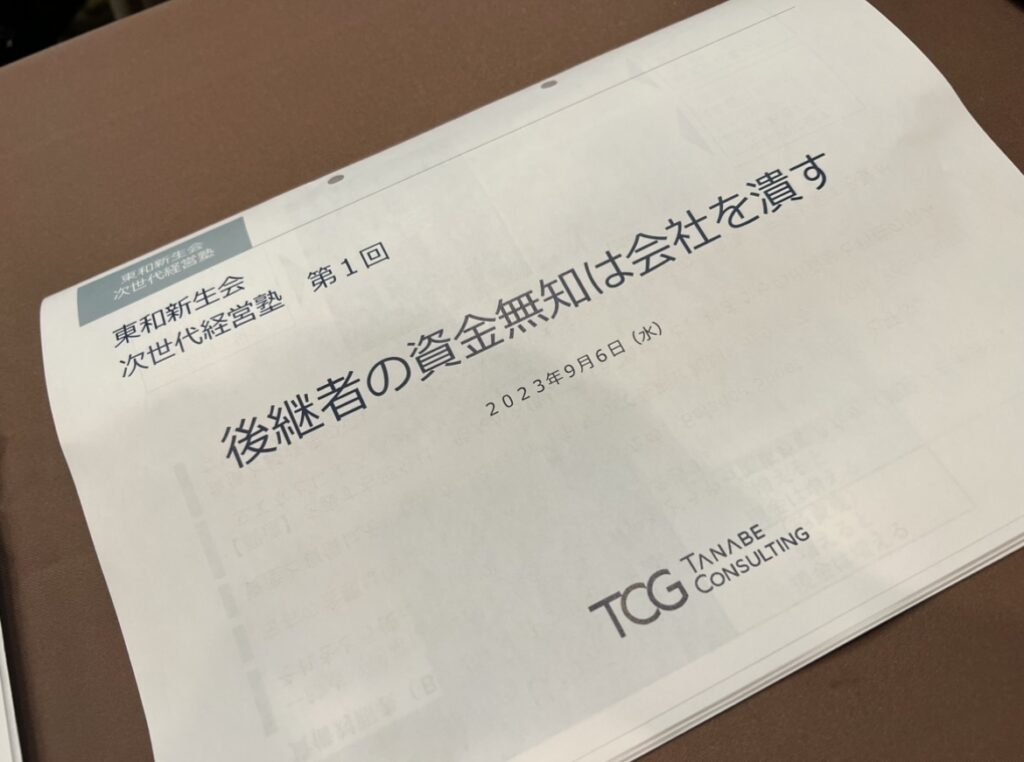 東和新生会
次世代経営塾
東和新生会
次世代経営塾 第１回
後継者の資金無知は会社を潰す
２０２３年９月６日（水）
TCG TANABE
CONSULTING